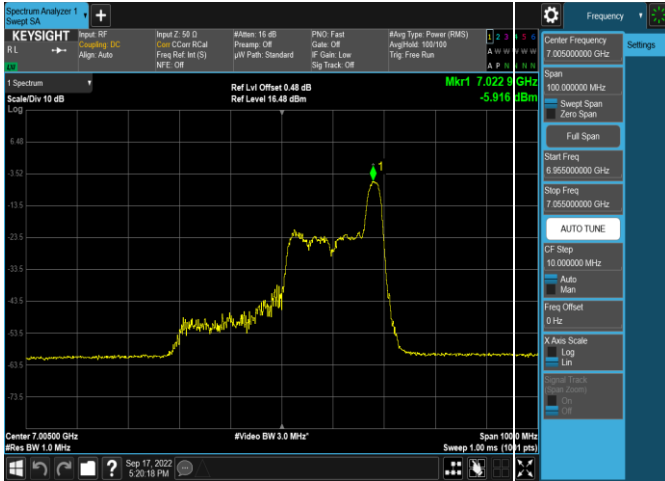 Spectrum Analyzer 1
Swept SA
+
Frequency
KEYSIGHT
RL
Input: RF
Coupling: DC
Align: Auto
Input Z: 50 Ω
Corr CCorr RCal
Freq Ref: Int (S)
NFE: Off
#Atten: 16 dB
Preamp: Off
µW Path: Standard
PNO: Fast
Gate: Off
IF Gain: Low
Sig Track: Off
#Avg Type: Power (RMS)
Avg|Hold: 100/100
Trig: Free Run
1 2 3 4 5 6
A W W W W W
A P N N N N
LV
1 Spectrum
Scale/Div 10 dB
Log
Ref Lvl Offset 0.48 dB
Ref Level 16.48 dBm
Mkr1 7.022 9 GHz
-5.916 dBm
6.48
-3.52
-13.5
-23.5
-33.5
-43.5
-53.5
-63.5
-73.5
1
Center 7.00500 GHz
#Res BW 1.0 MHz
#Video BW 3.0 MHz*
Span 100.0 MHz
Sweep 1.00 ms (1001 pts)
Sep 17, 2022
5:20:18 PM
?
Center Frequency
7.005000000 GHz
Span
100.000000 MHz
Swept Span
Zero Span
Full Span
Start Freq
6.955000000 GHz
Stop Freq
7.055000000 GHz
AUTO TUNE
CF Step
10.000000 MHz
Auto
Man
Freq Offset
0 Hz
X Axis Scale
Log
Lin
Signal Track
(Span Zoom)
On
Off
Settings